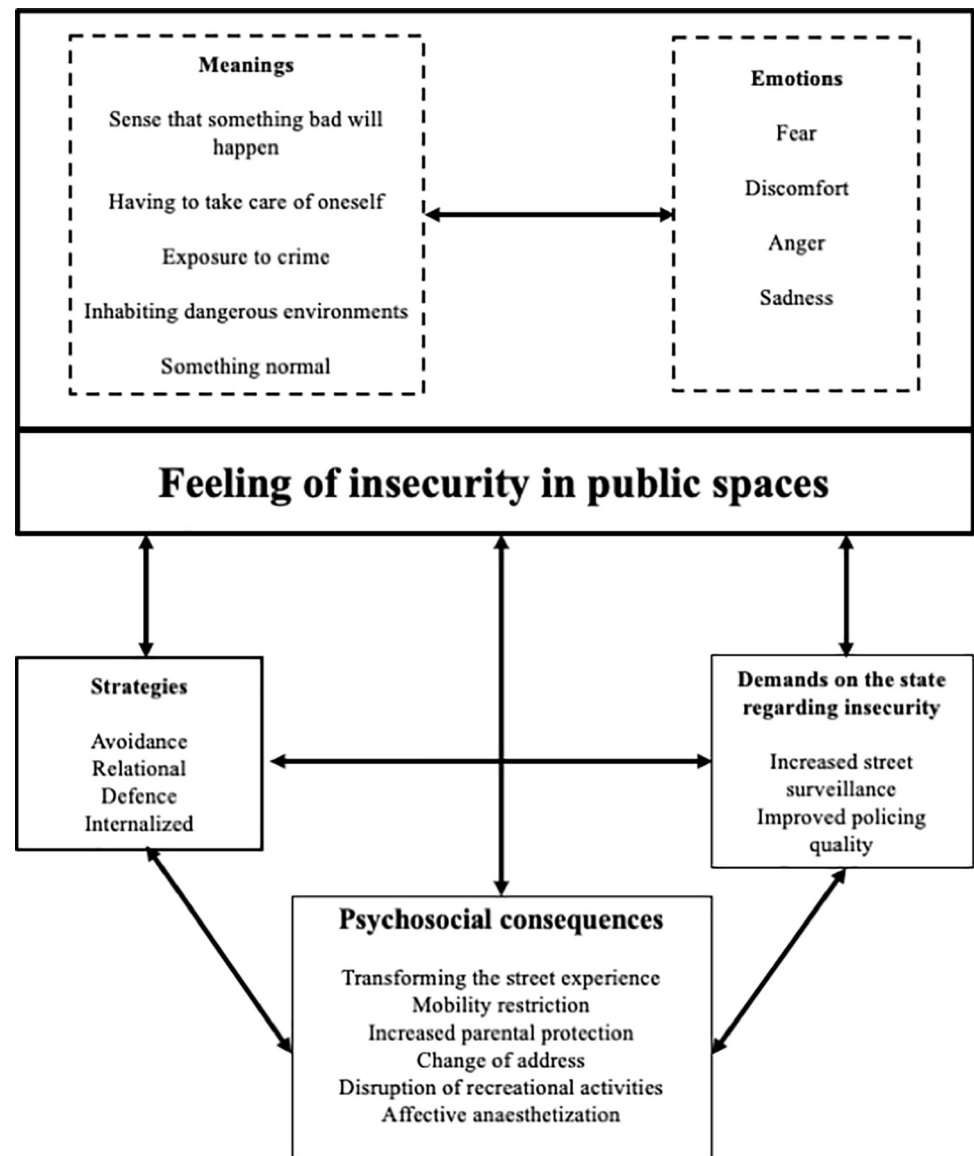 Meanings
Sense that something bad will
happen
Having to take care of oneself
Exposure to crime
Inhabiting dangerous environments
Something normal
Emotions
Fear
Discomfort
Anger
Sadness
Feeling of insecurity in public spaces
Strategies
Avoidance
Relational
Defence
Internalized
Demands on the state
regarding insecurity
Increased street
surveillance
Improved policing
quality
Psychosocial consequences
Transforming the street experience
Mobility restriction
Increased parental protection
Change of address
Disruption of recreational activities
Affective anaesthetization